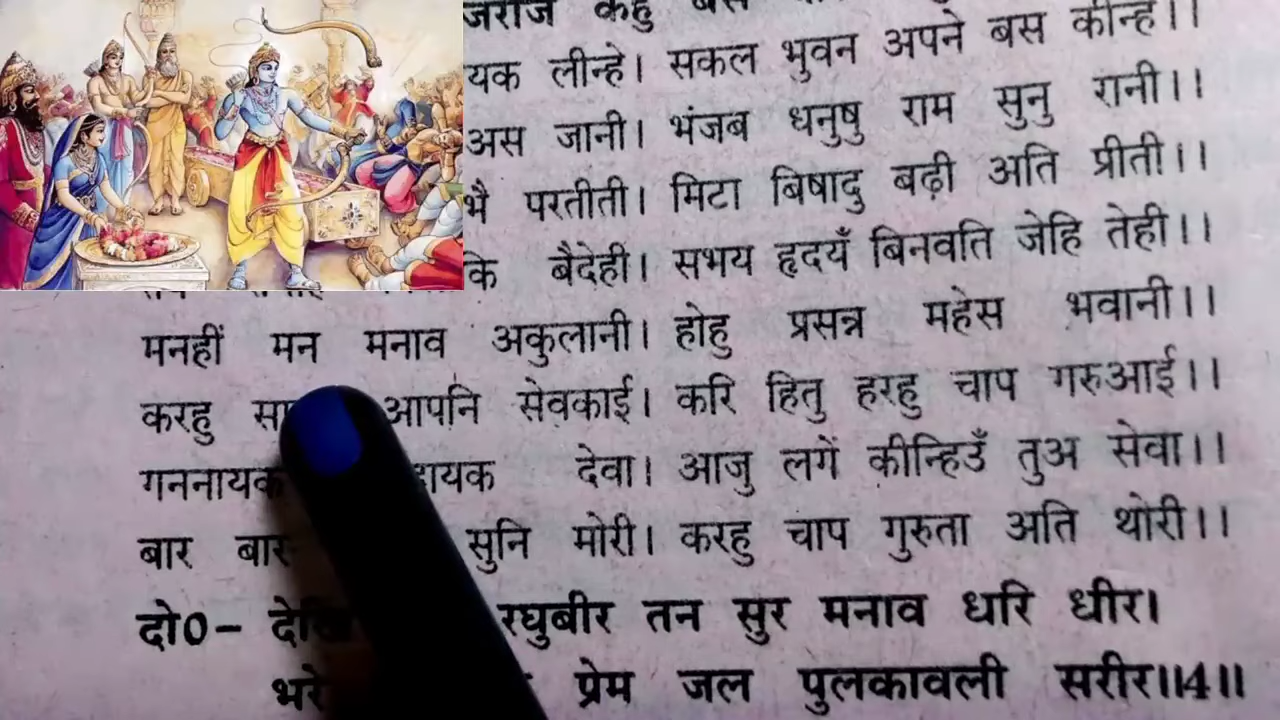 कहु बस
यक लीन्हे। सकल भुवन अपने बस कीन्हे।।
अस जानी। भंजब धनुषु राम सुनु रानी।।
भै परतीती। मिटा बिषादु बढ़ी अति प्रीती।।
कि बैदेही। सभय हृदयँ बिनवति जेहि तेही।।
मनहीं मन मनाव अकुलानी। होहु प्रसन्न महेस भवानी।।
करहु आपनि सेवकाई। करि हितु हरहु चाप गरुआई।।
गननायक दायक देवा। आजु लगें कीन्हिउँ तुअ सेवा।।
बार बार सुनि मोरी। करहु चाप गुरुता अति थोरी।।
दो0– रघुबीर तन सुर मनाव धरि धीर।
भरे प्रेम जल पुलकावली सरीर।।4।।